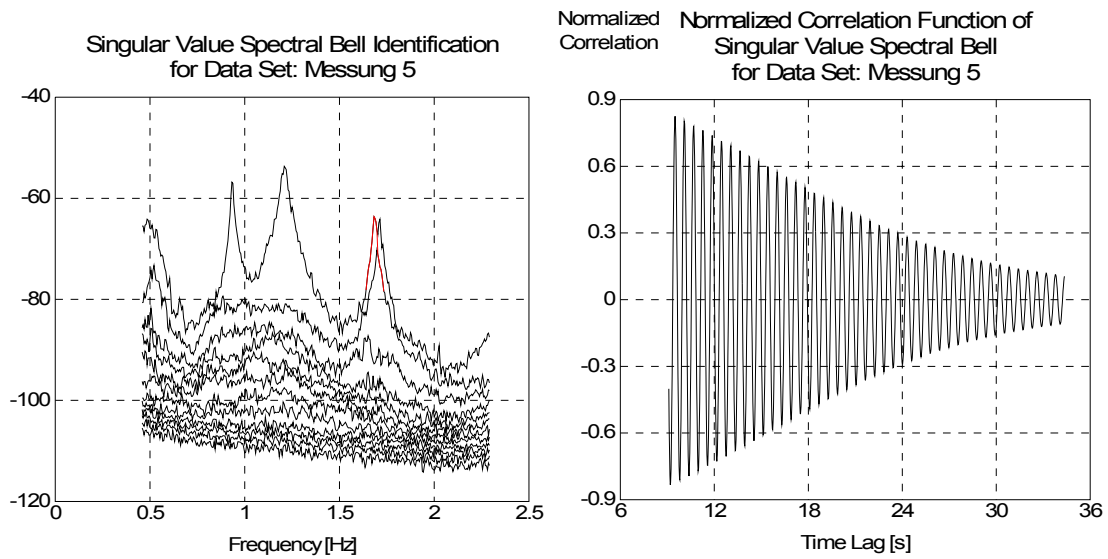 Singular Value Spectral Bell Identification
for Data Set: Messung 5
-40
-60
-80
-100
-120
0
0.5
1
1.5
2
2.5
Frequency [Hz]
Normalized
Correlation
Normalized Correlation Function of
Singular Value Spectral Bell
for Data Set: Messung 5
0.9
0.6
0.3
0
-0.3
-0.6
-0.9
6
12
18
24
30
36
Time Lag [s]